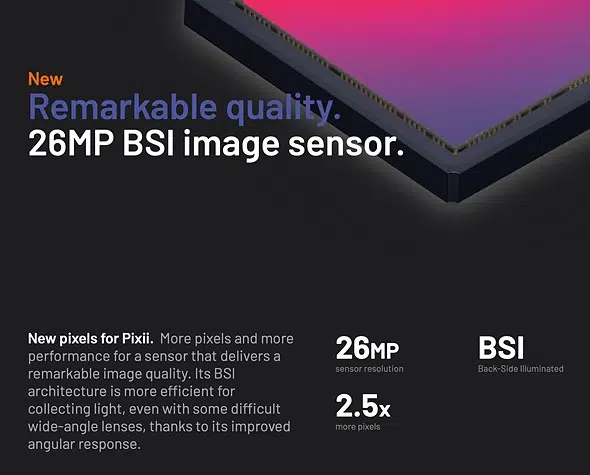 New
Remarkable quality.
26MP BSI image sensor.
New pixels for Pixii. More pixels and more
performance for a sensor that delivers a
remarkable image quality. Its BSI
architecture is more efficient for
collecting light, even with some difficult
wide-angle lenses, thanks to its improved
angular response.
26MP
sensor resolution
BSI
Back-Side Illuminated
2.5x
more pixels